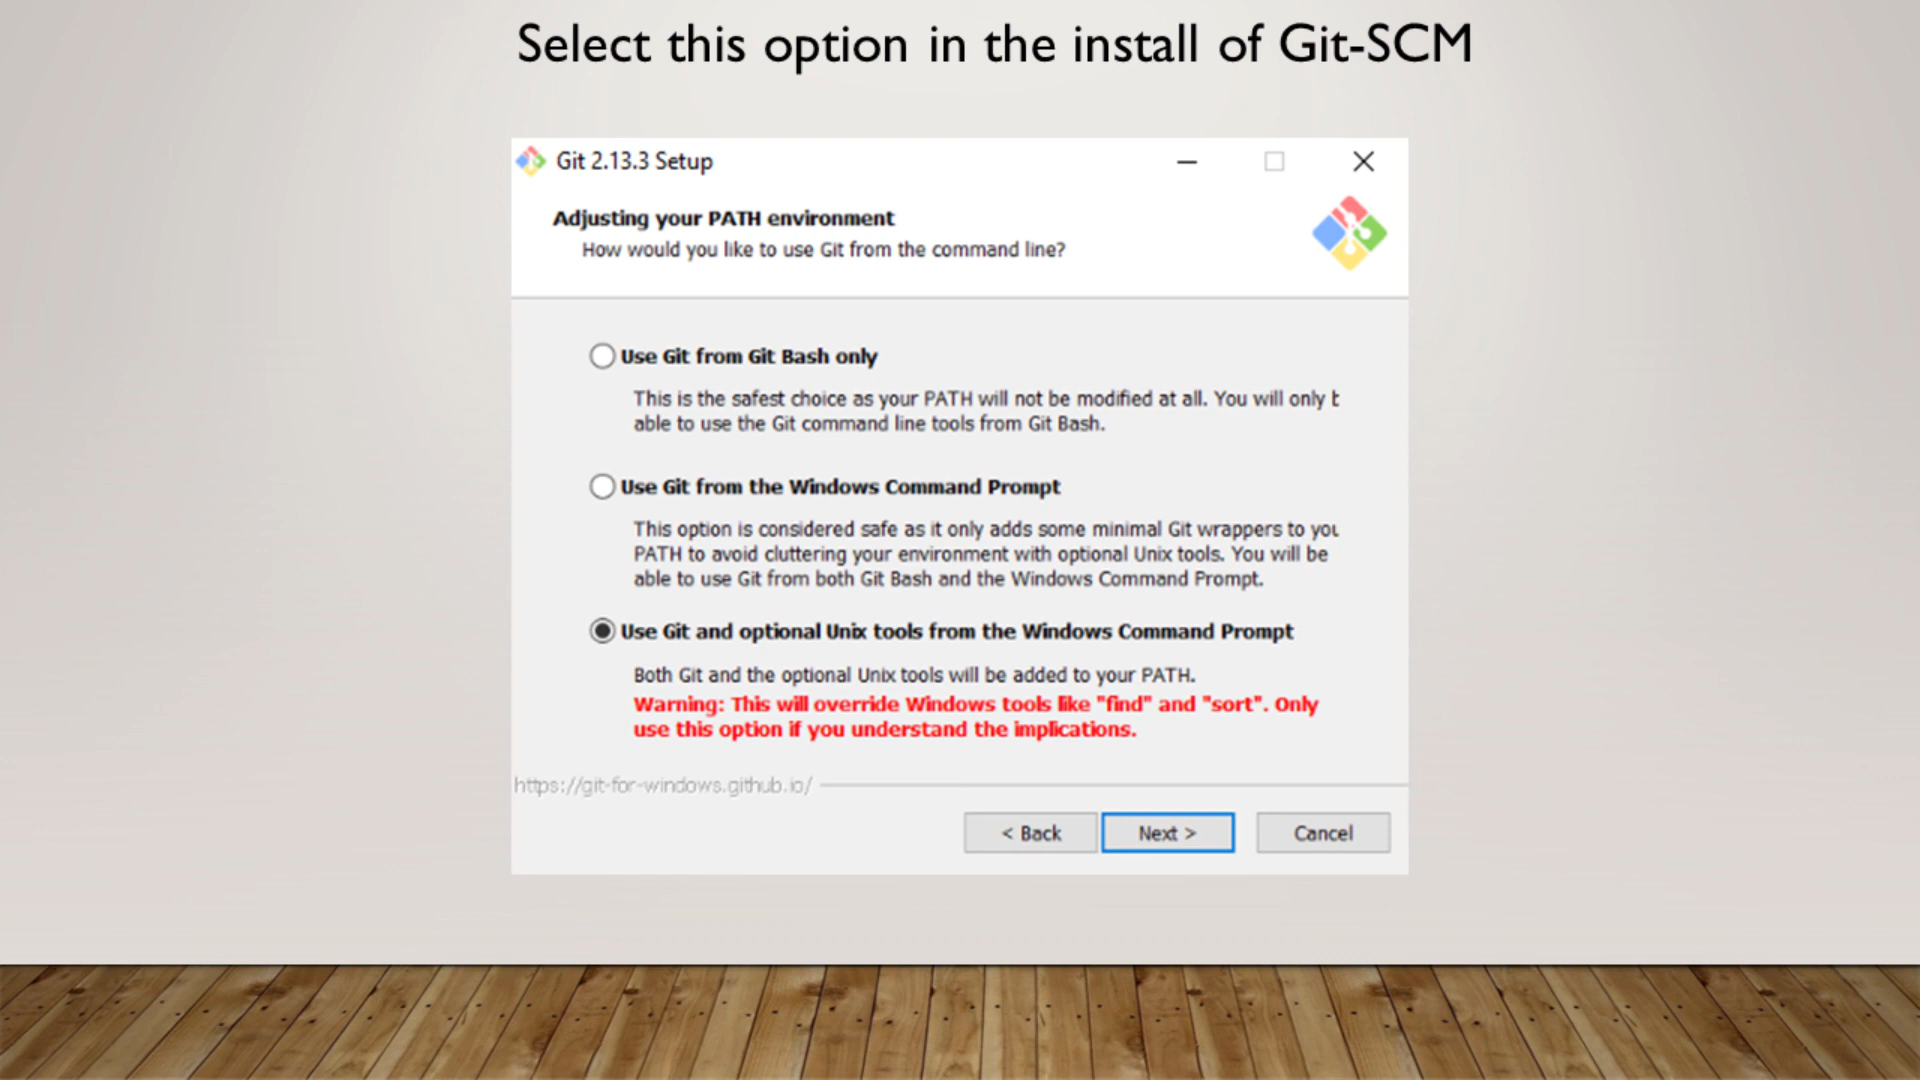 Select this option in the install of Git-SCM
Git 2.13.3 Setup
Adjusting your PATH environment
How would you like to use Git from the command line?
Use Git from Git Bash only
This is the safest choice as your PATH will not be modified at all. You will only b
able to use the Git command line tools from Git Bash.
Use Git from the Windows Command Prompt
This option is considered safe as it only adds some minimal Git wrappers to you
PATH to avoid cluttering your environment with optional Unix tools. You will be
able to use Git from both Git Bash and the Windows Command Prompt.
Use Git and optional Unix tools from the Windows Command Prompt
Both Git and the optional Unix tools will be added to your PATH.
Warning: This will override Windows tools like "find" and "sort". Only
use this option if you understand the implications.
https://git-for-windows.github.io/
< Back
Next >
Cancel